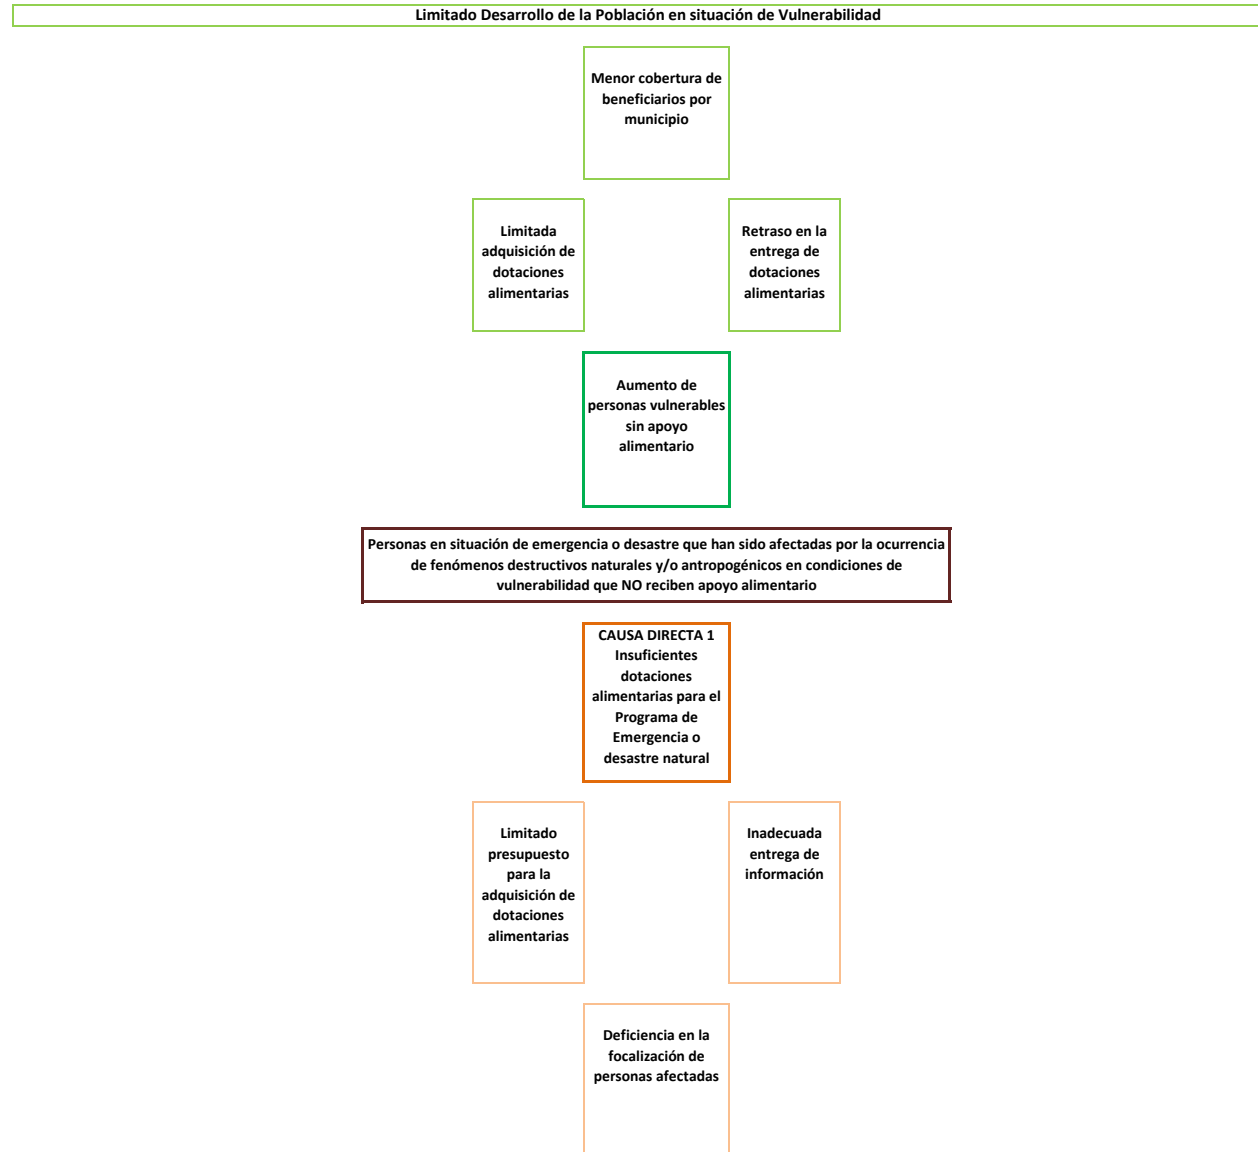 Limitado Desarrollo de la Población en situación de Vulnerabilidad
Menor cobertura de
beneficiarios por
municipio
Limitada
adquisición de
dotaciones
alimentarias
Retraso en la
entrega de
dotaciones
alimentarias
Aumento de
personas vulnerables
sin apoyo
alimentario
Personas en situación de emergencia o desastre que han sido afectadas por la ocurrencia
de fenómenos destructivos naturales y/o antropogénicos en condiciones de
vulnerabilidad que NO reciben apoyo alimentario
CAUSA DIRECTA 1
Insuficientes
dotaciones
alimentarias para el
Programa de
Emergencia o
desastre natural
Limitado
presupuesto
para la
adquisición de
dotaciones
alimentarias
Inadecuada
entrega de
información
Deficiencia en la
focalización de
personas afectadas